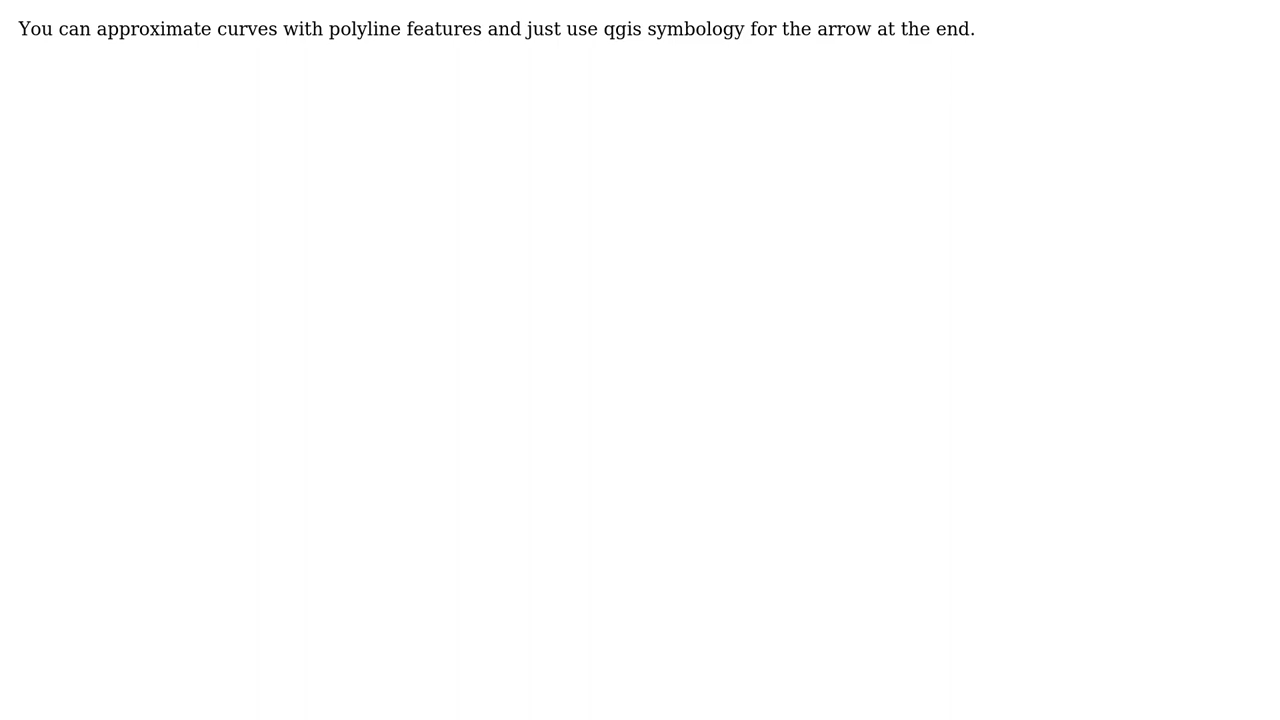 You can approximate curves with polyline features and just use qgis symbology for the arrow at the end.